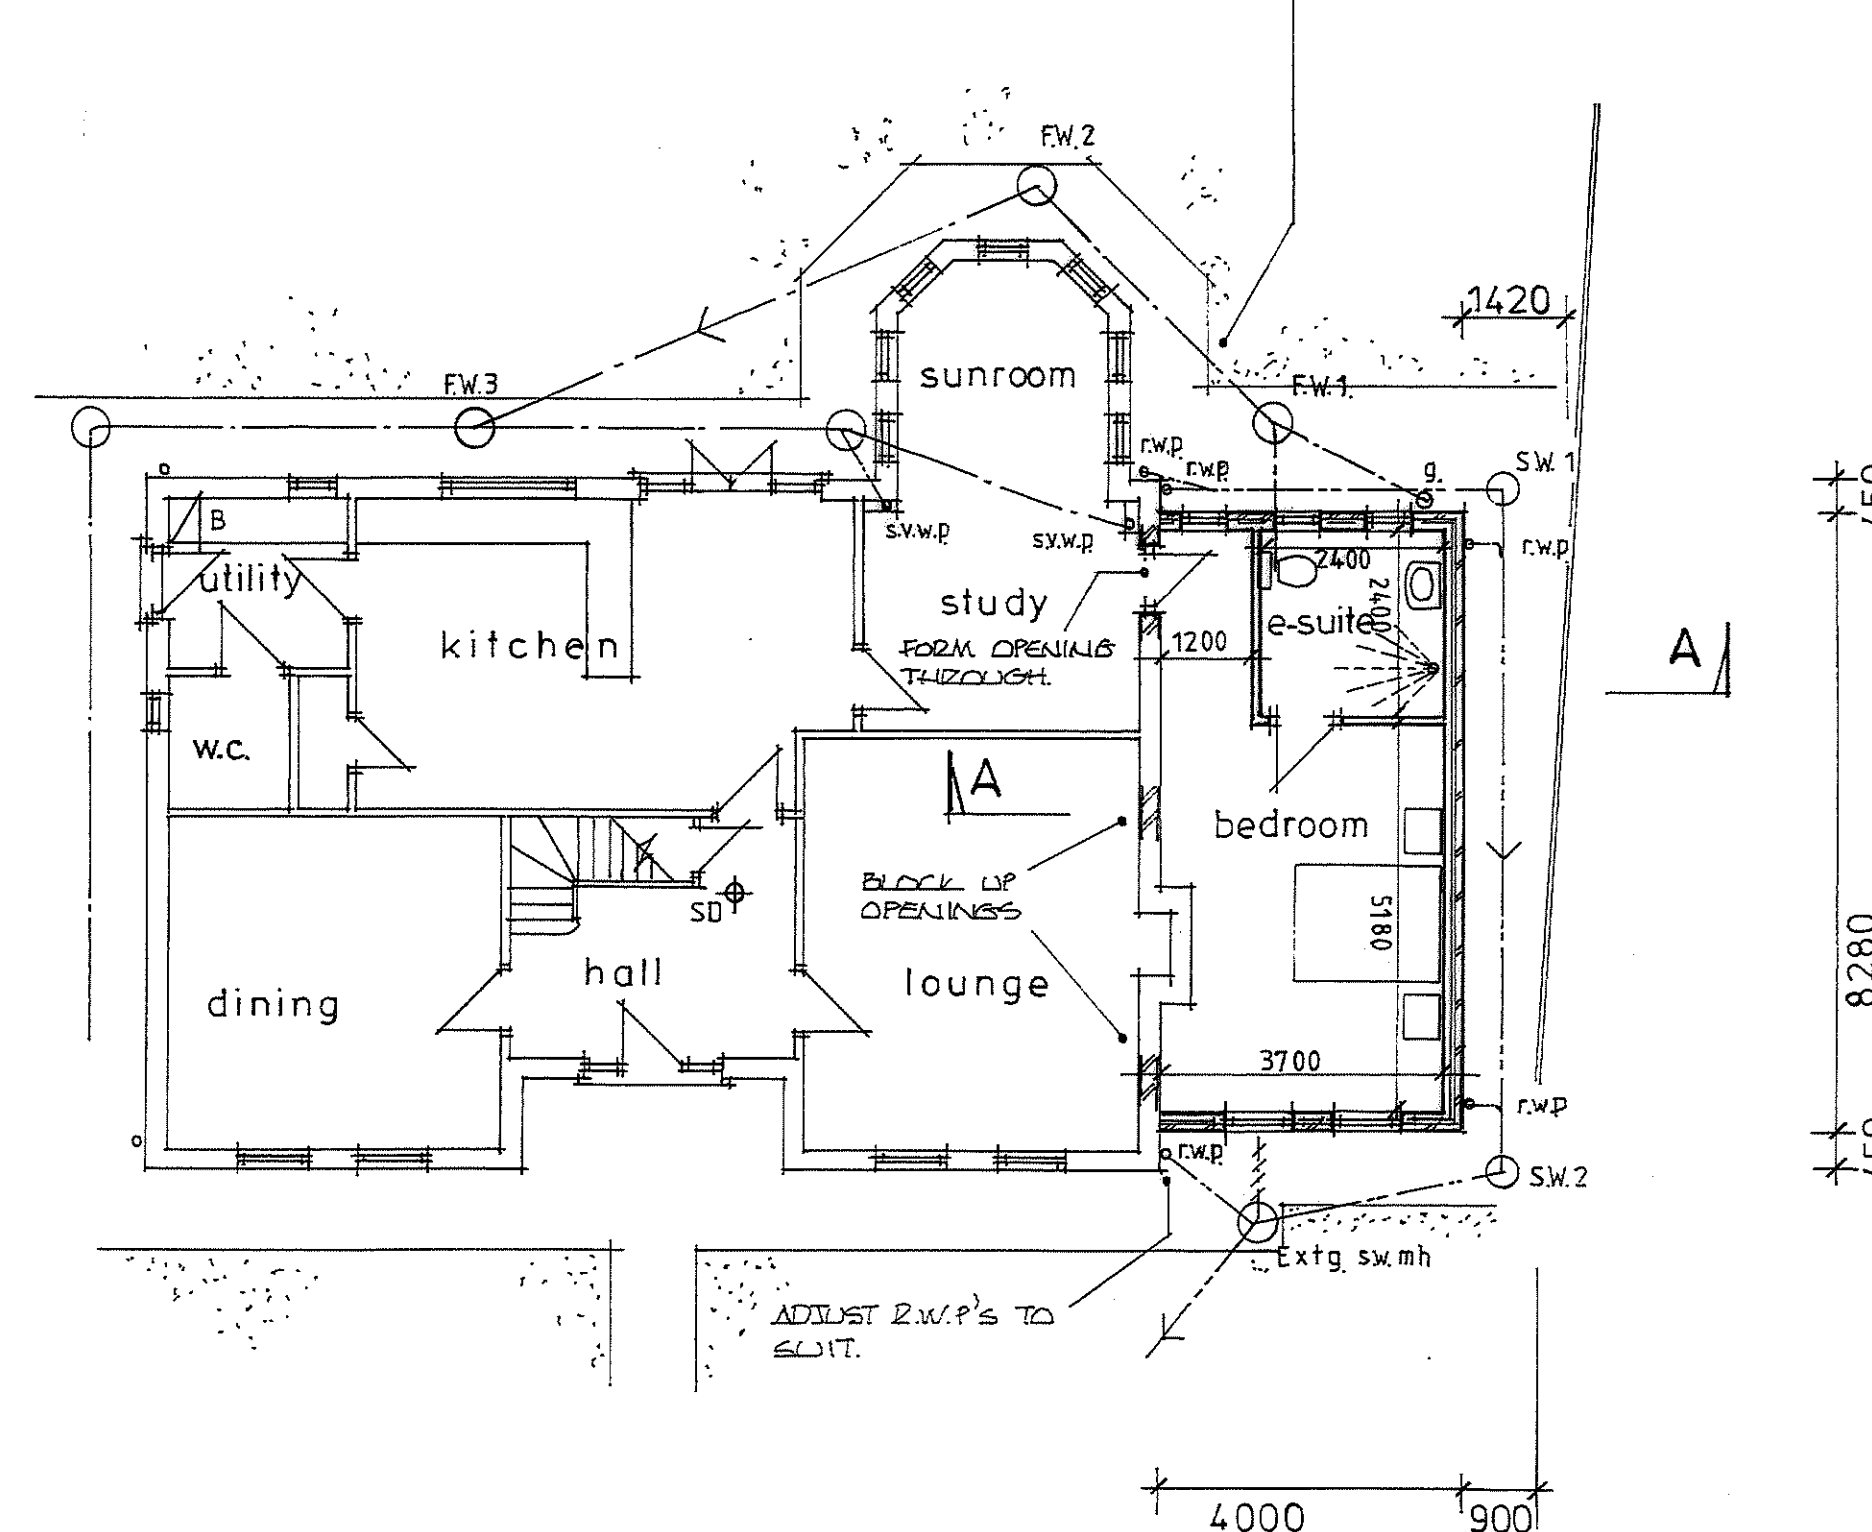 F.W.2
1420
F.W.3
sunroom
F.W.1.
r.w.p.
r.w.p
g.
S.W.1
B
s.v.w.p
s.v.w.p
r.w.p
utility
2400
2400
study
e-suite
kitchen
FORM OPENING
THROUGH.
1200
A
w.c.
A
bedroom
BLOCK UP
OPENINGS
SD
5180
8280
hall
lounge
dining
3700
r.w.p
r.w.p.
S.W.2
Extg. s.w.mh
ADJUST R.W.P'S TO
SUIT.
4000
900